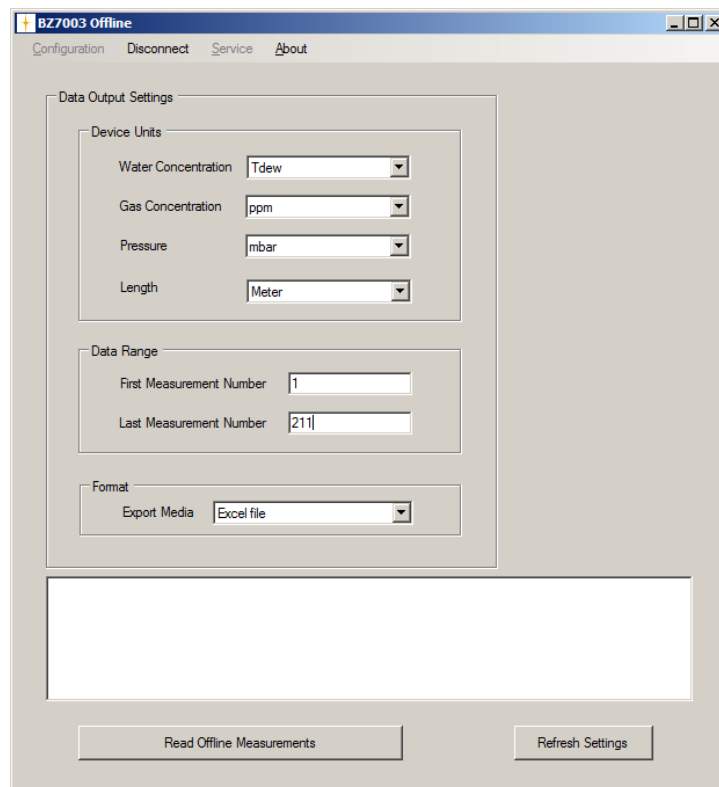 BZ7003 Offline
Configuration Disconnect Service About
Data Output Settings
Device Units
Water Concentration Tdew
Gas Concentration ppm
Pressure mbar
Length Meter
Data Range
First Measurement Number 1
Last Measurement Number 211
Format
Export Media Excel file
Read Offline Measurements Refresh Settings